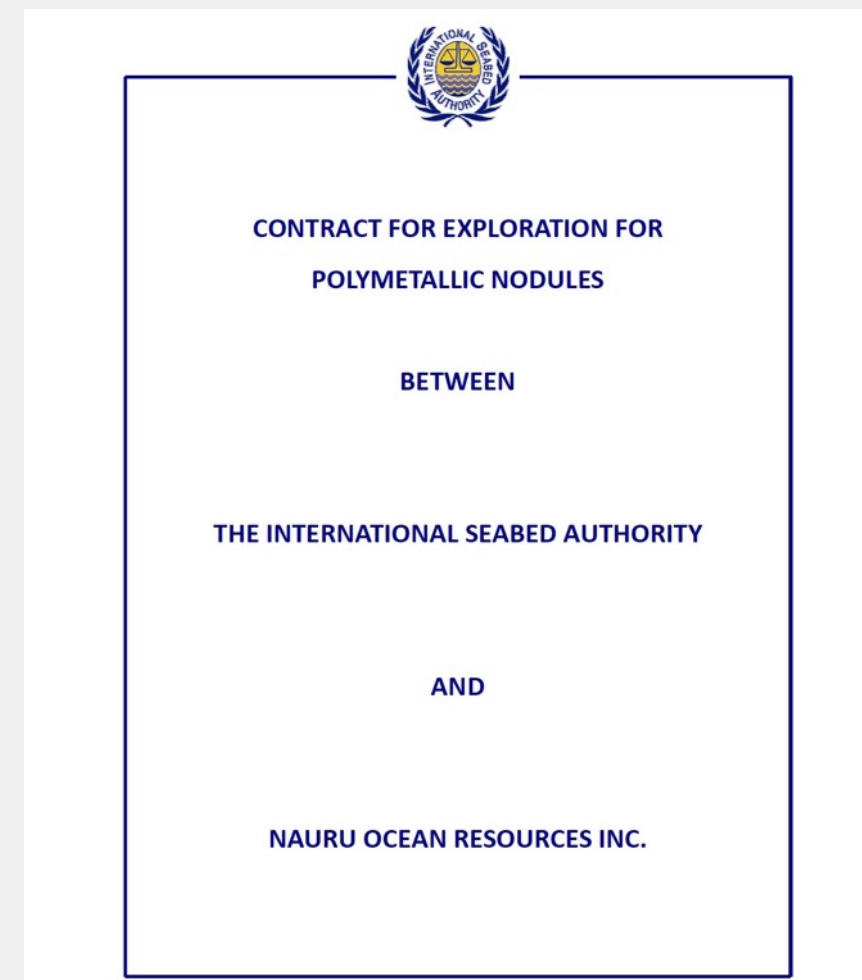 INTERNATIONAL SEABED
AUTHORITY
CONTRACT FOR EXPLORATION FOR
POLYMETALLIC NODULES
BETWEEN
THE INTERNATIONAL SEABED AUTHORITY
AND
NAURU OCEAN RESOURCES INC.